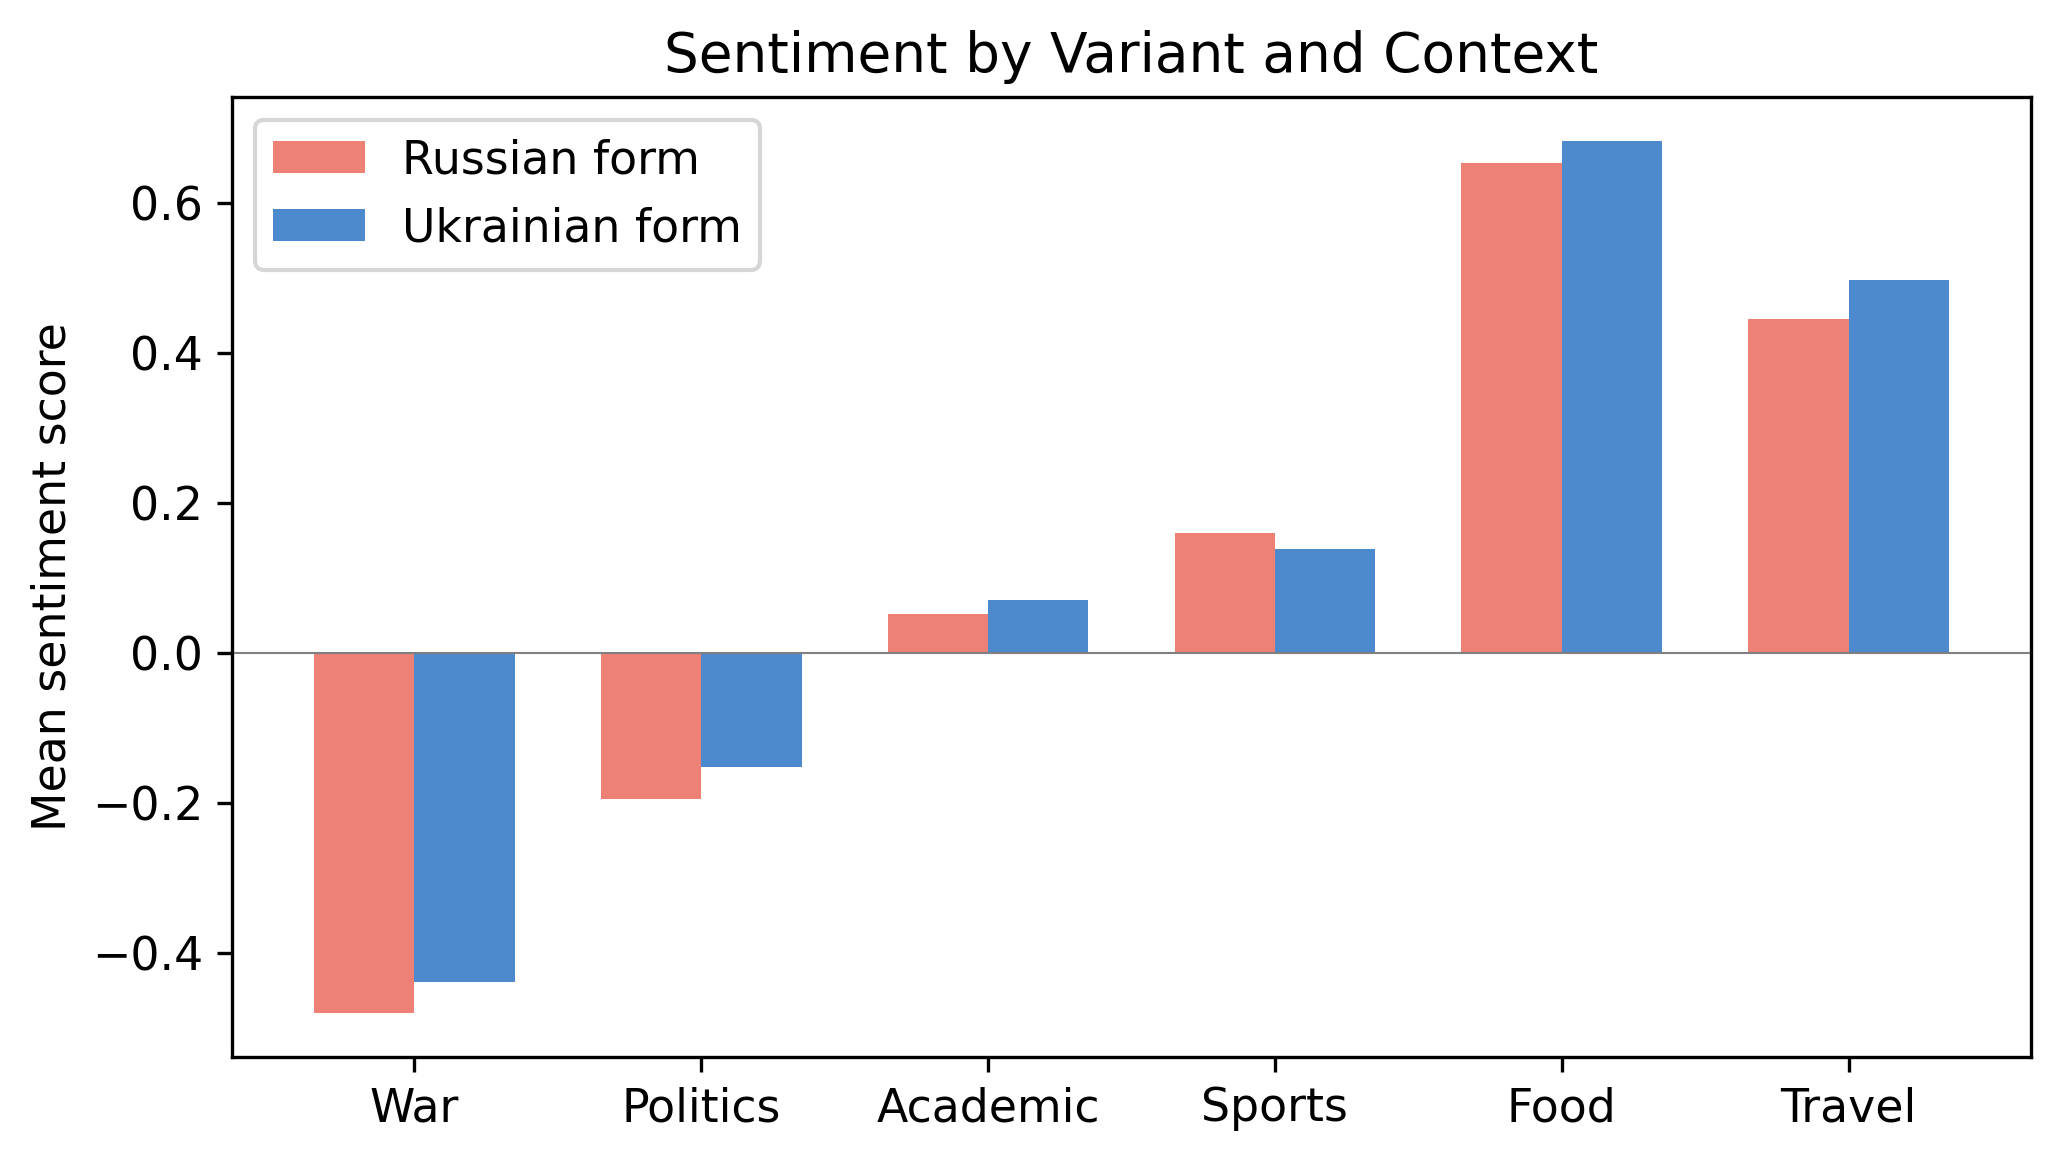 Sentiment by Variant and Context
Russian form
Ukrainian form
Mean sentiment score
0.6
0.4
0.2
0.0
−0.2
−0.4
War
Politics
Academic
Sports
Food
Travel